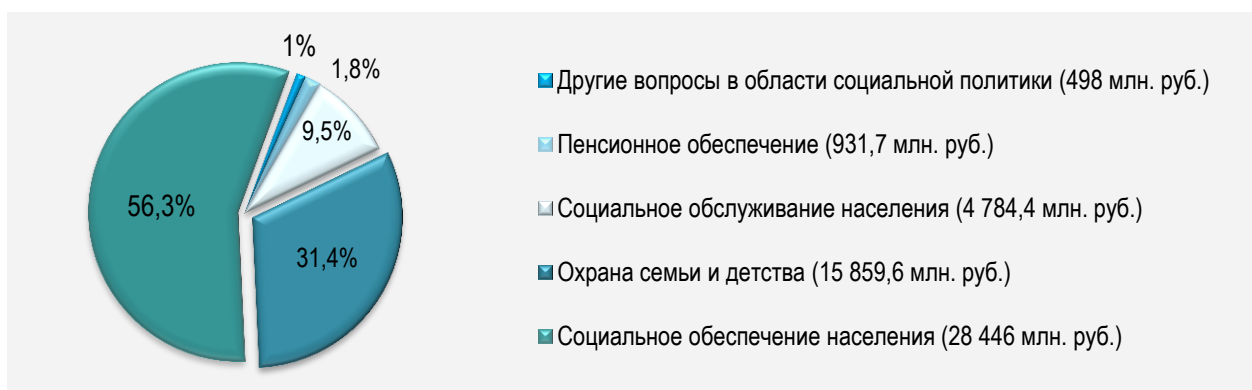 1%
1,8%
9,5%
31,4%
56,3%
Другие вопросы в области социальной политики (498 млн. руб.)
Пенсионное обеспечение (931,7 млн. руб.)
Социальное обслуживание населения (4 784,4 млн. руб.)
Охрана семьи и детства (15 859,6 млн. руб.)
Социальное обеспечение населения (28 446 млн. руб.)